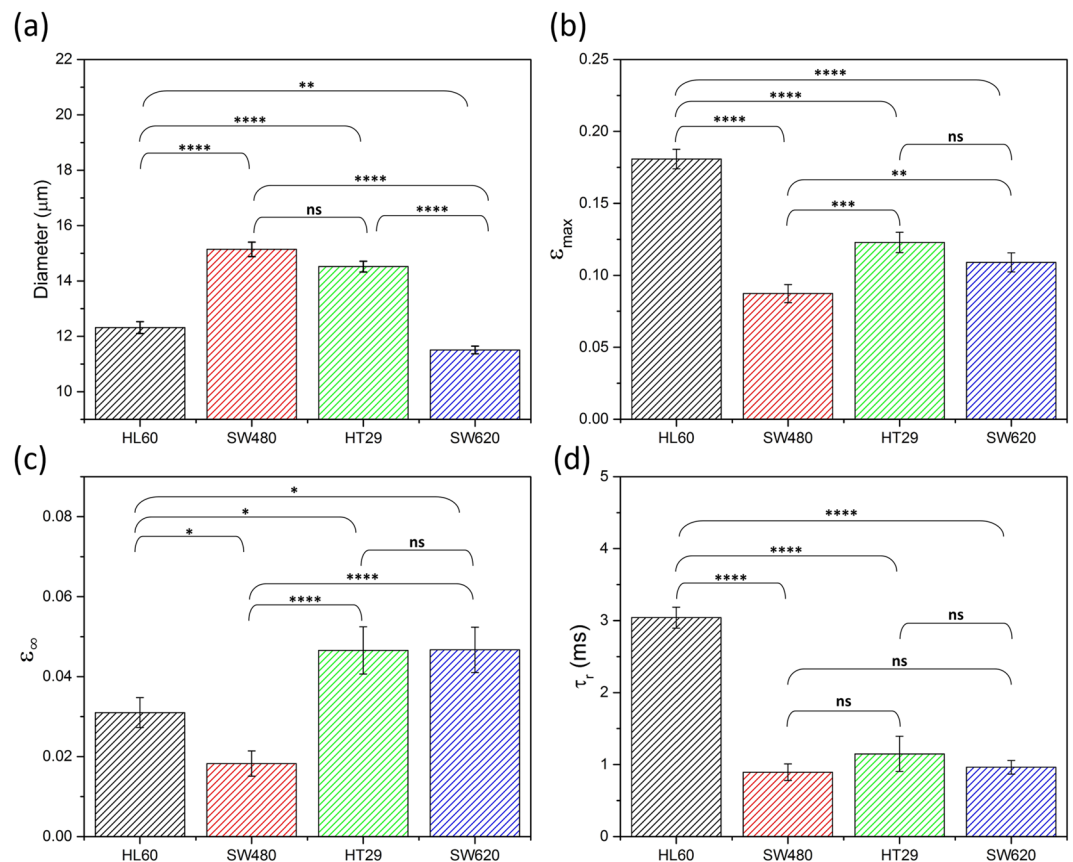 (a)
22
20
18
16
14
12
10
Diameter (μm)
**
****
****
****
ns
****
HL60 SW480 HT29 SW620
(b)
0.25
0.20
0.15
0.10
0.05
0.00
εmax
****
****
****
ns
**
***
HL60 SW480 HT29 SW620
(c)
0.08
0.06
0.04
0.02
0.00
ε∞
*
*
*
ns
****
****
HL60 SW480 HT29 SW620
(d)
5
4
3
2
1
0
τr (ms)
****
****
****
ns
ns
ns
HL60 SW480 HT29 SW620